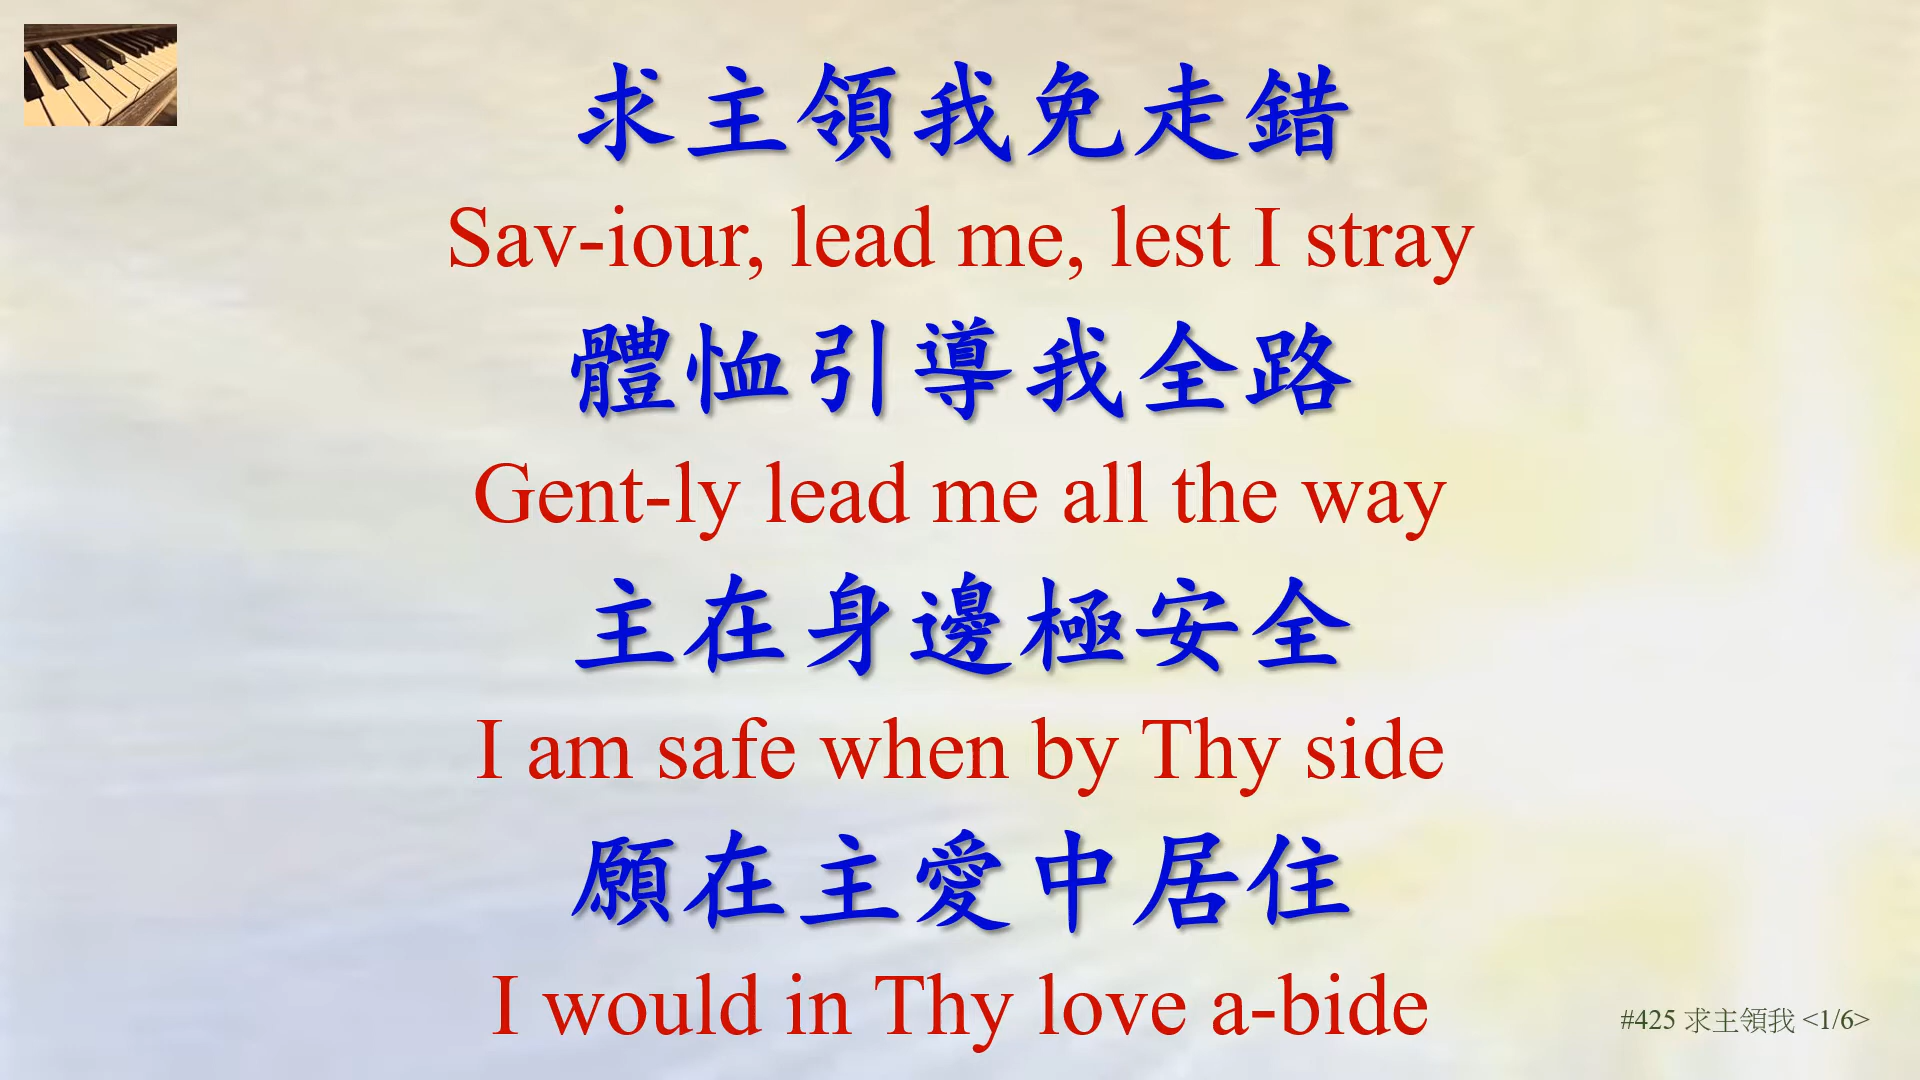 求主領我免走錯
Sav-iour, lead me, lest I stray
體恤引導我全路
Gent-ly lead me all the way
主在身邊極安全
I am safe when by Thy side
願在主愛中居住
I would in Thy love a-bide
#425 求主領我 <1/6>